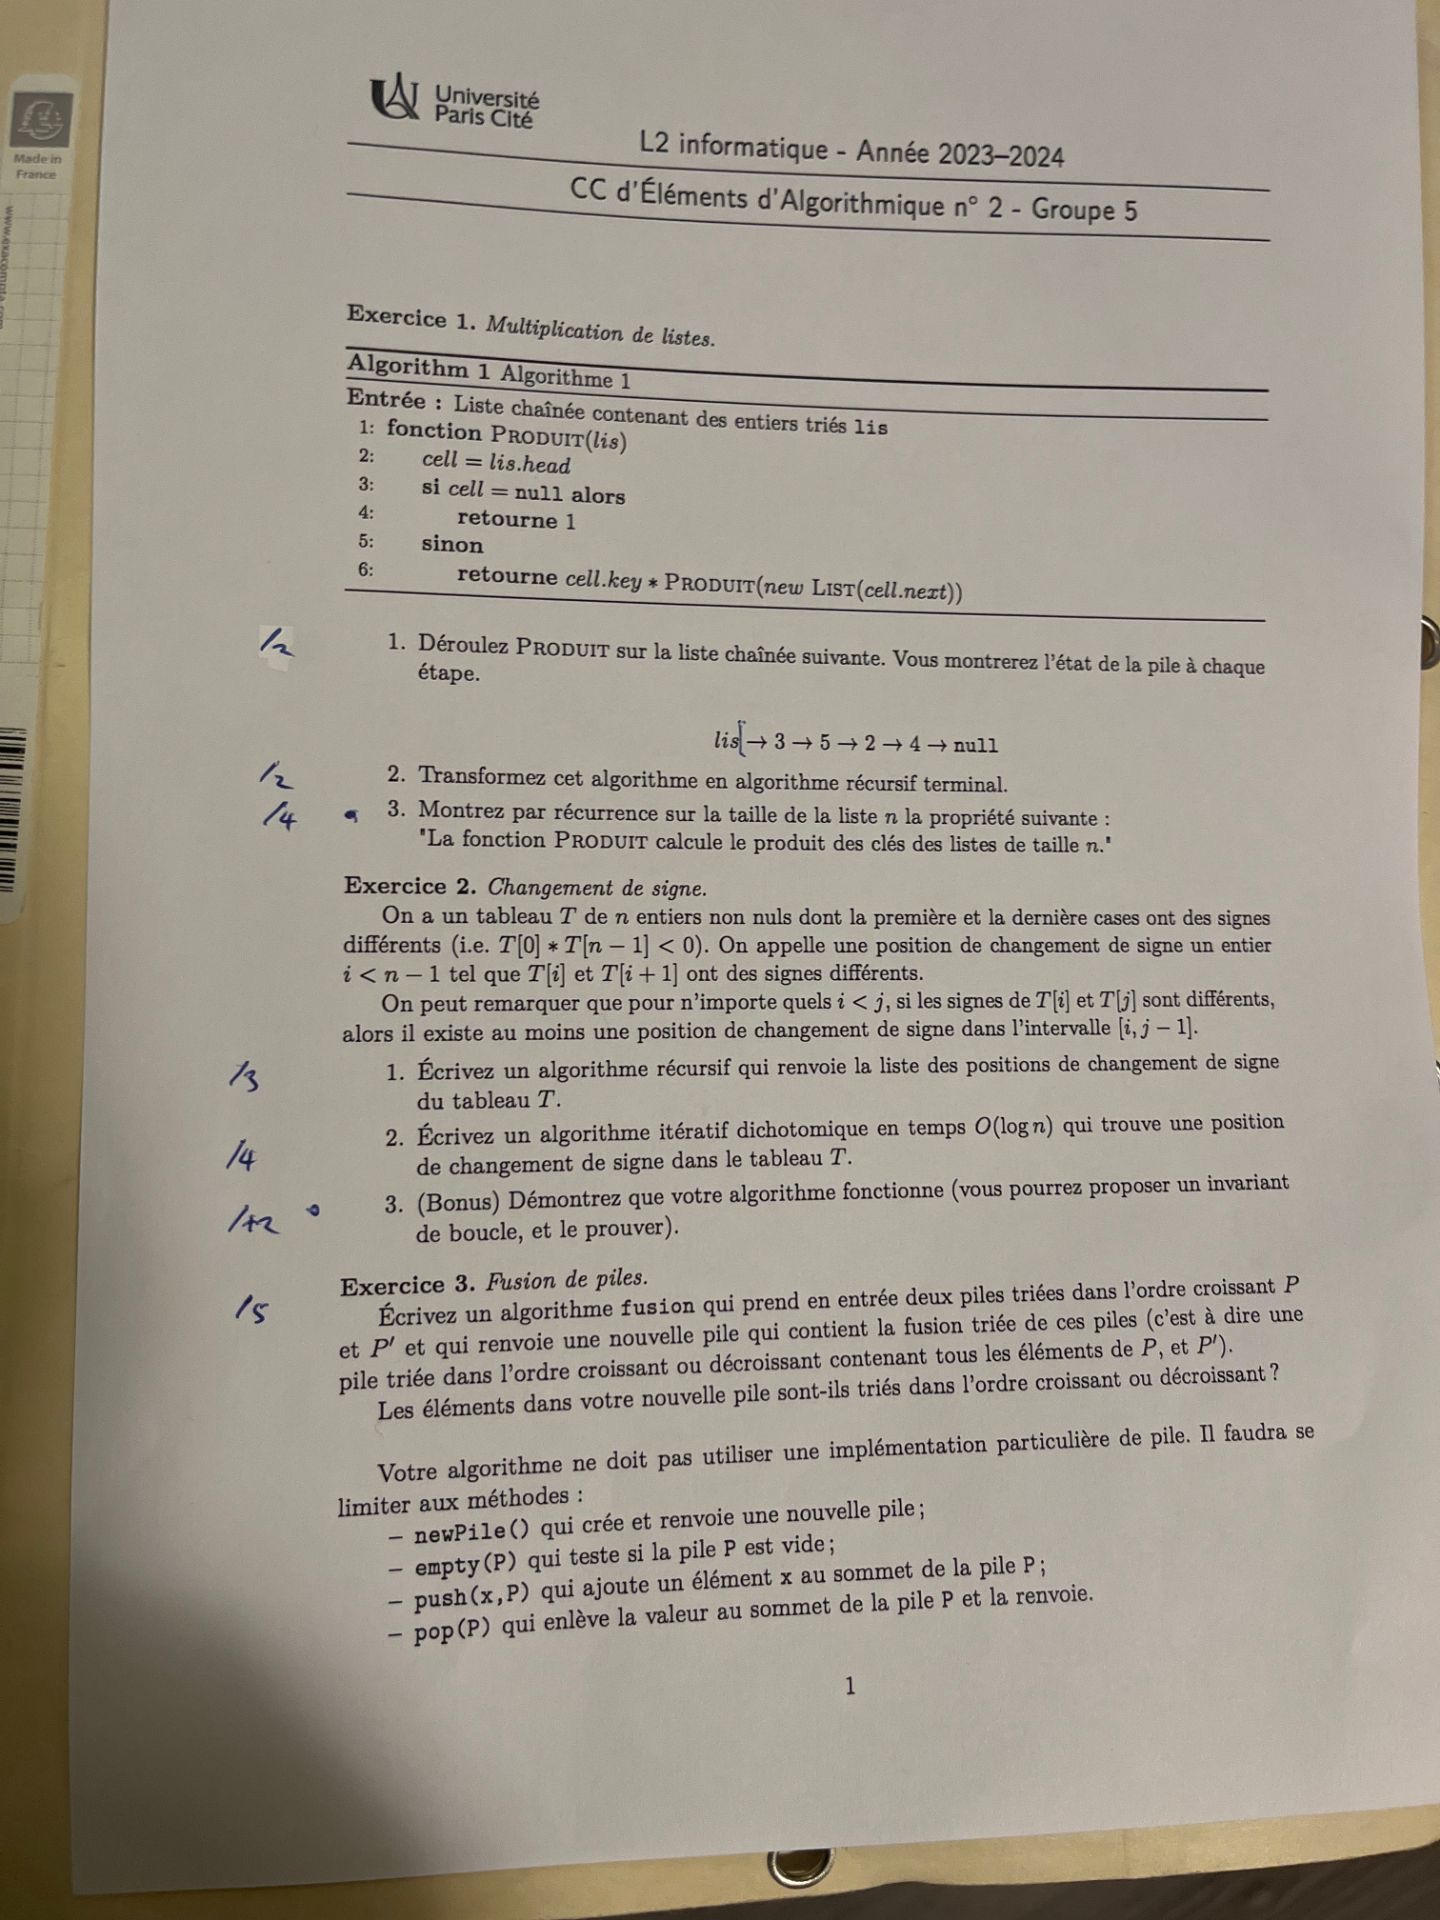 Université
Paris Cité
L2 informatique - Année 2023–2024
CC d'Éléments d'Algorithmique n° 2 - Groupe 5
Made in
France
Exercice 1. Multiplication de listes.
Algorithm 1 Algorithme 1
Entrée : Liste chaînée contenant des entiers triés lis
1: fonction PRODUIT(lis)
2: cell = lis.head
3: si cell = null alors
4: retourne 1
5: sinon
6: retourne cell.key * PRODUIT(new LIST(cell.next))
/2 1. Déroulez PRODUIT sur la liste chaînée suivante. Vous montrerez l'état de la pile à chaque
étape.
lis → 3 → 5 → 2 → 4 → null
/2 2. Transformez cet algorithme en algorithme récursif terminal.
/4 3. Montrez par récurrence sur la taille de la liste n la propriété suivante :
"La fonction PRODUIT calcule le produit des clés des listes de taille n."
Exercice 2. Changement de signe.
On a un tableau T de n entiers non nuls dont la première et la dernière cases ont des signes
différents (i.e. T[0] * T[n − 1] < 0). On appelle une position de changement de signe un entier
i < n − 1 tel que T[i] et T[i + 1] ont des signes différents.
On peut remarquer que pour n'importe quels i < j, si les signes de T[i] et T[j] sont différents,
alors il existe au moins une position de changement de signe dans l'intervalle [i, j − 1].
/3 1. Écrivez un algorithme récursif qui renvoie la liste des positions de changement de signe
du tableau T.
/4 2. Écrivez un algorithme itératif dichotomique en temps O(log n) qui trouve une position
de changement de signe dans le tableau T.
/+2 3. (Bonus) Démontrez que votre algorithme fonctionne (vous pourrez proposer un invariant
de boucle, et le prouver).
Exercice 3. Fusion de piles.
/5 Écrivez un algorithme fusion qui prend en entrée deux piles triées dans l'ordre croissant P
et P′ et qui renvoie une nouvelle pile qui contient la fusion triée de ces piles (c'est à dire une
pile triée dans l'ordre croissant ou décroissant contenant tous les éléments de P, et P′).
Les éléments dans votre nouvelle pile sont-ils triés dans l'ordre croissant ou décroissant ?
Votre algorithme ne doit pas utiliser une implémentation particulière de pile. Il faudra se
limiter aux méthodes :
– newPile() qui crée et renvoie une nouvelle pile ;
– empty(P) qui teste si la pile P est vide ;
– push(x,P) qui ajoute un élément x au sommet de la pile P ;
– pop(P) qui enlève la valeur au sommet de la pile P et la renvoie.
1